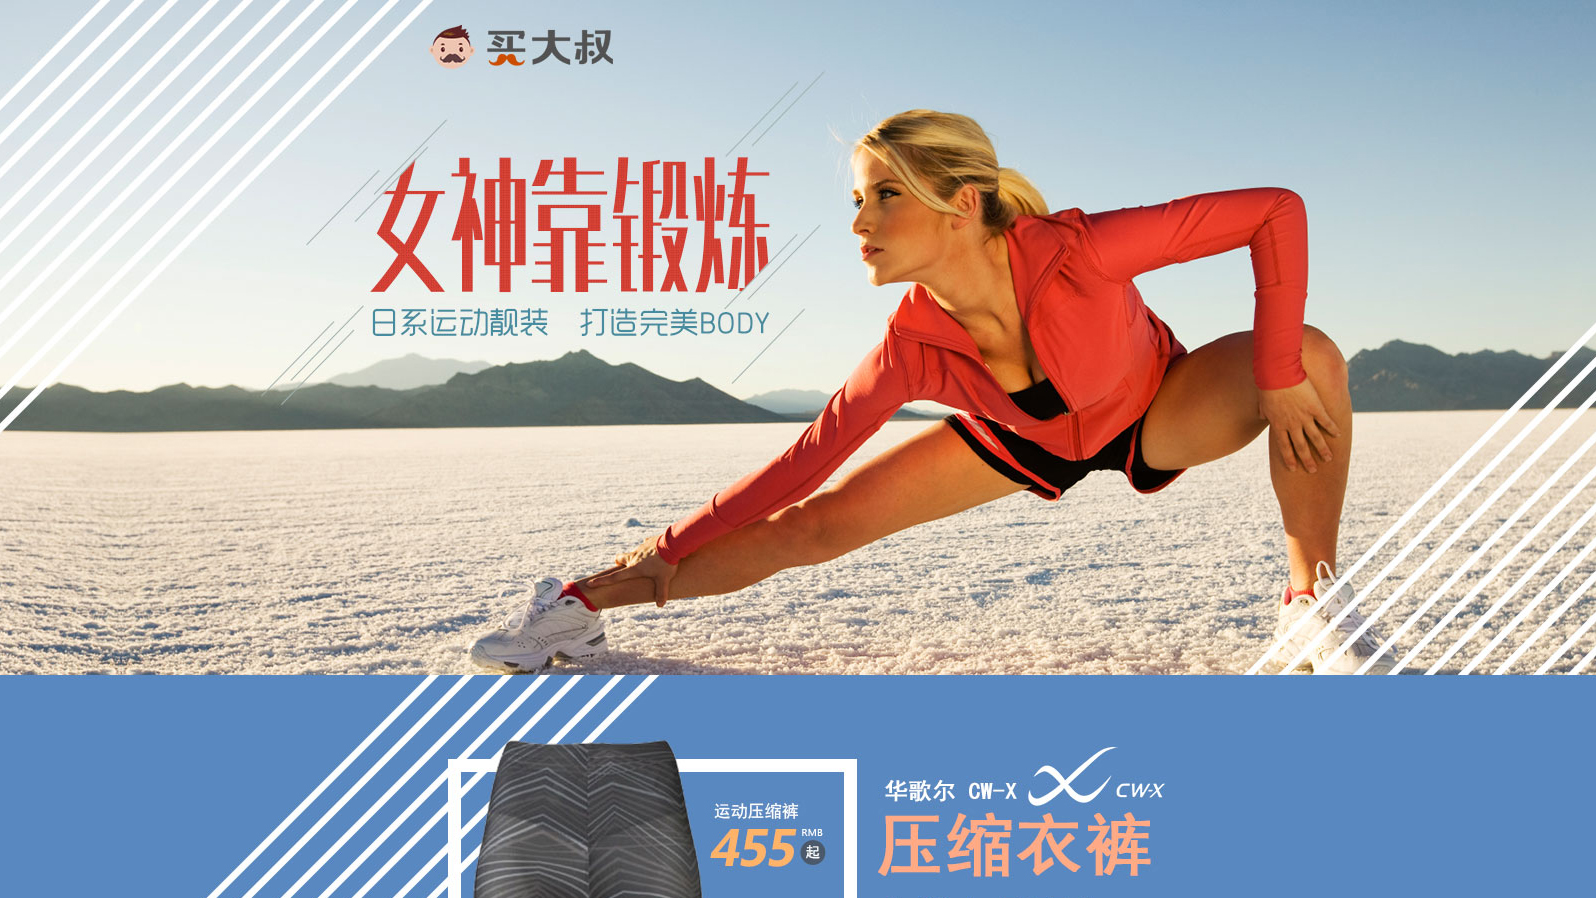 买大叔
女神靠锻炼
日系运动靓装 打造完美BODY
华歌尔 CW-X CW-X
压缩衣裤
运动压缩裤
455 RMB 起